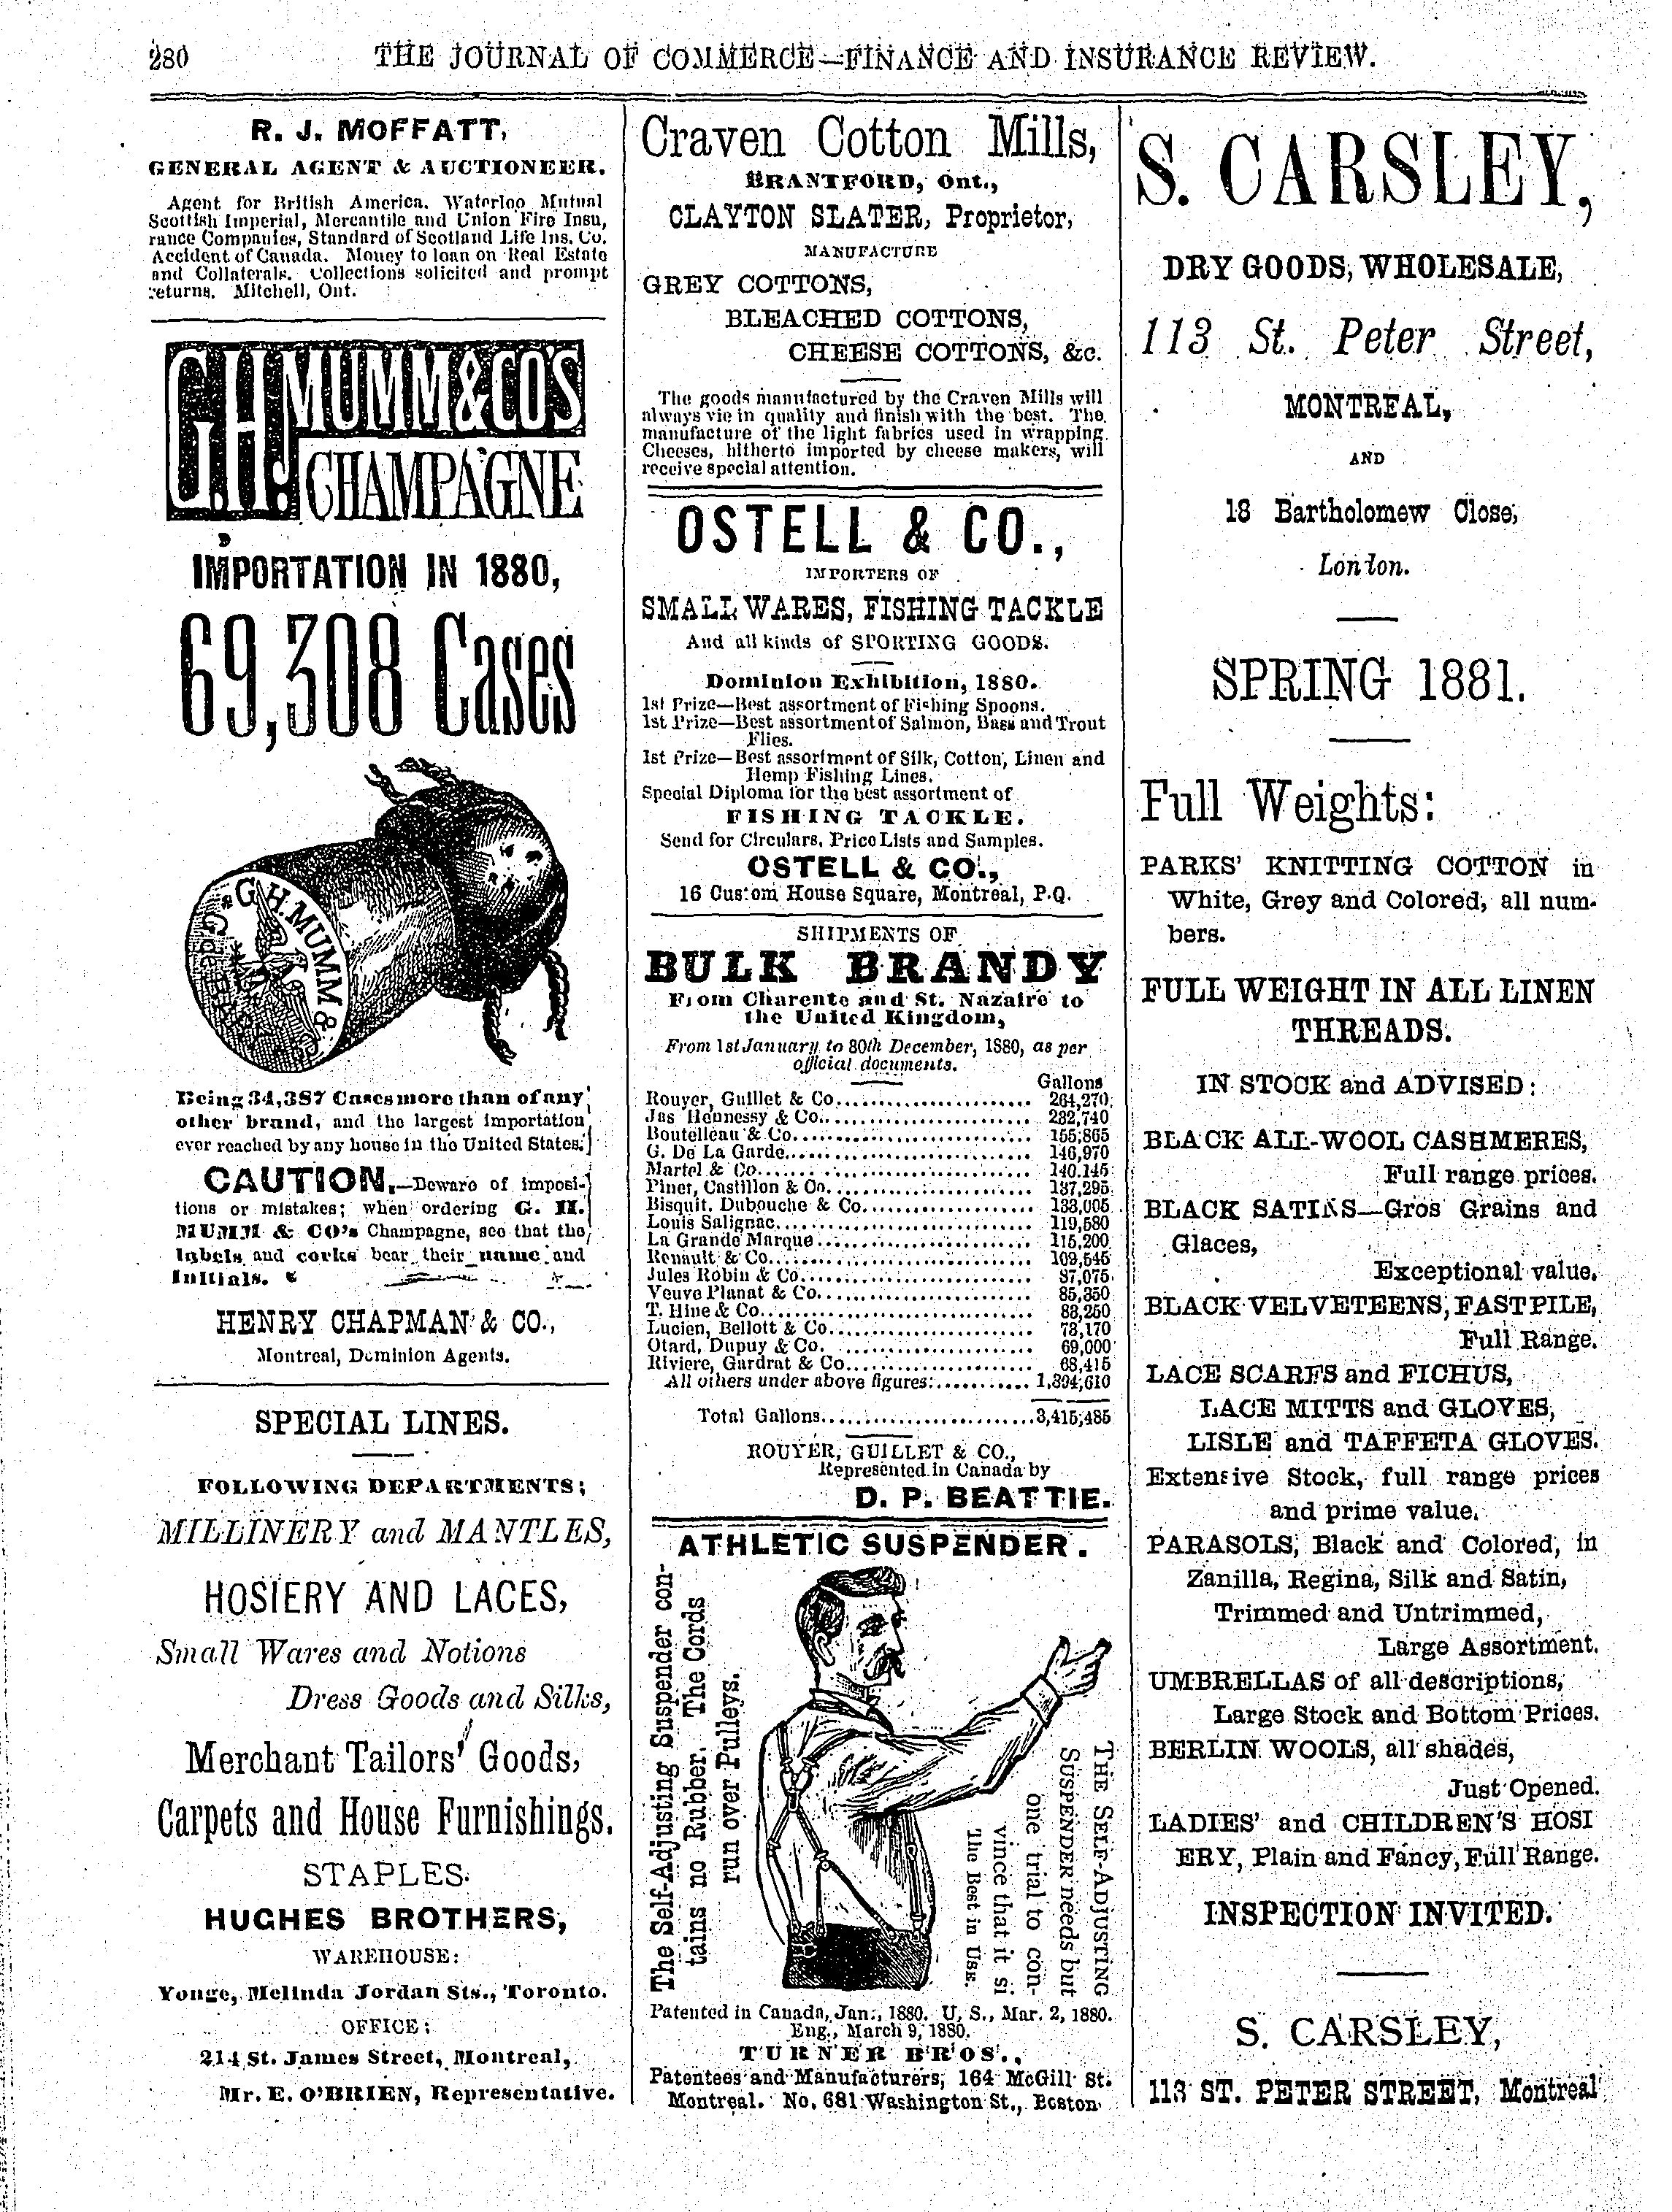 280 THE JOURNAL OF COMMERCE—FINANCE AND INSURANCE REVIEW.
R. J. MOFFATT,
GENERAL AGENT & AUCTIONEER.
Agent for British America. Waterloo Mutual
Scottish Imperial, Mercantile and Union Fire Insu,
rance Companies, Standard of Scotland Life Ins. Co.
Accident of Canada. Money to loan on Real Estate
and Collaterals. Collections solicited and prompt
returns. Mitchell, Ont.
G.H. MUMM & CO'S
CHAMPAGNE
IMPORTATION IN 1880,
69,308 Cases
G. H. MUMM &
Being 34,387 Cases more than of any
other brand, and the largest importation
ever reached by any house in the United States.
CAUTION.—Beware of imposi-
tions or mistakes; when ordering G. H.
MUMM & CO's Champagne, see that the
labels and corks bear their name and
initials.
HENRY CHAPMAN & CO.,
Montreal, Dominion Agents.
SPECIAL LINES.
FOLLOWING DEPARTMENTS;
MILLINERY and MANTLES,
HOSIERY AND LACES,
Small Wares and Notions
Dress Goods and Silks,
Merchant Tailors' Goods,
Carpets and House Furnishings.
STAPLES.
HUGHES BROTHERS,
WAREHOUSE:
Yonge, Melinda Jordan Sts., Toronto.
OFFICE:
214 St. James Street, Montreal,
Mr. E. O'BRIEN, Representative.
Craven Cotton Mills,
BRANTFORD, Ont.,
CLAYTON SLATER, Proprietor,
MANUFACTURE
GREY COTTONS,
BLEACHED COTTONS,
CHEESE COTTONS, &c.
The goods manufactured by the Craven Mills will
always vie in quality and finish with the best. The
manufacture of the light fabrics used in wrapping
Cheeses, hitherto imported by cheese makers, will
receive special attention.
OSTELL & CO.,
IMPORTERS OF
SMALL WARES, FISHING TACKLE
And all kinds of SPORTING GOODS.
Dominion Exhibition, 1880.
1st Prize—Best assortment of Fishing Spoons.
1st Prize—Best assortment of Salmon, Bass and Trout
Flies.
1st Prize—Best assortment of Silk, Cotton, Linen and
Hemp Fishing Lines.
Special Diploma for the best assortment of
FISHING TACKLE.
Send for Circulars, Price Lists and Samples.
OSTELL & CO.,
16 Custom House Square, Montreal, P.Q.
SHIPMENTS OF
BULK BRANDY
From Charente and St. Nazaire to
the United Kingdom,
From 1st January to 30th December, 1880, as per
official documents.
Gallons
Rouyer, Guillet & Co. 264,270
Jas Hennessy & Co. 232,740
Boutelleau & Co. 155,865
G. De La Garde. 146,970
Martel & Co. 140,145
Pinet, Castillon & Co. 137,295
Bisquit, Dubouche & Co. 133,005
Louis Salignac. 119,580
La Grande Marque 115,200
Renault & Co. 109,545
Jules Robin & Co. 97,075
Veuve Planat & Co. 85,350
T. Hine & Co. 83,250
Lucien, Bellott & Co. 73,170
Otard, Dupuy & Co. 69,000
Riviere, Gardrat & Co. 68,415
All others under above figures: 1,394,610
Total Gallons. 3,415,485
ROUYER, GUILLET & CO.,
Represented in Canada by
D. P. BEATTIE.
ATHLETIC SUSPENDER.
The Self-Adjusting Suspender con-
tains no Rubber. The Cords
run over Pulleys.
THE SELF-ADJUSTING
SUSPENDER needs but
one trial to con-
vince that it si
The Best in USE.
Patented in Canada, Jan., 1880. U. S., Mar. 2, 1880.
Eng., March 9, 1880.
TURNER BROS.,
Patentees and Manufacturers, 164 McGill St.
Montreal. No. 681 Washington St., Boston
S. CARSLEY,
DRY GOODS, WHOLESALE,
113 St. Peter Street,
MONTREAL,
AND
18 Bartholomew Close,
London.
SPRING 1881.
Full Weights:
PARKS' KNITTING COTTON in
White, Grey and Colored, all num-
bers.
FULL WEIGHT IN ALL LINEN
THREADS.
IN STOCK and ADVISED:
BLACK ALL-WOOL CASHMERES,
Full range prices.
BLACK SATINS—Gros Grains and
Glaces,
Exceptional value.
BLACK VELVETEENS, FAST PILE,
Full Range.
LACE SCARFS and FICHUS,
LACE MITTS and GLOVES,
LISLE and TAFFETA GLOVES.
Extensive Stock, full range prices
and prime value.
PARASOLS, Black and Colored, in
Zanilla, Regina, Silk and Satin,
Trimmed and Untrimmed,
Large Assortment.
UMBRELLAS of all descriptions,
Large Stock and Bottom Prices.
BERLIN WOOLS, all shades,
Just Opened.
LADIES' and CHILDREN'S HOSI
ERY, Plain and Fancy, Full Range.
INSPECTION INVITED.
S. CARSLEY,
113 ST. PETER STREET, Montreal